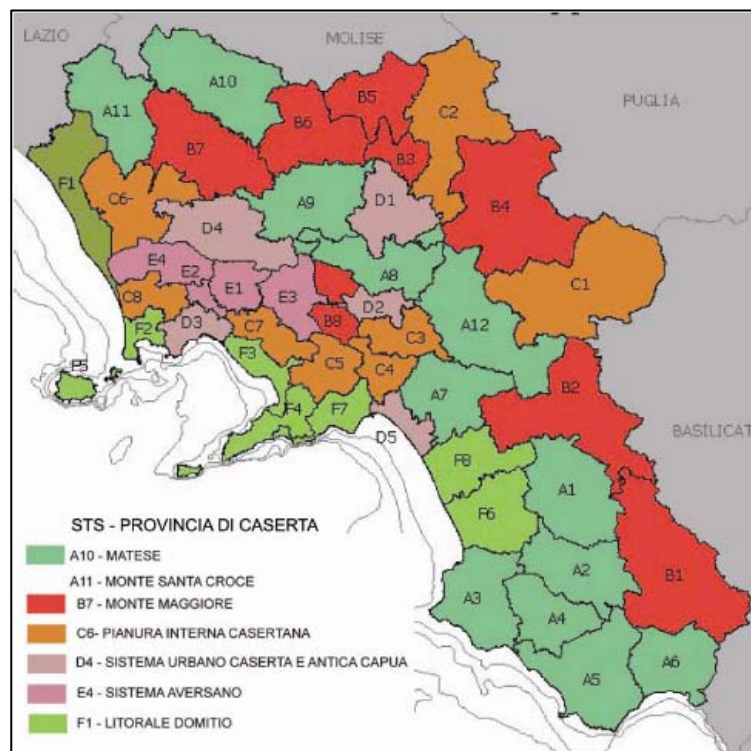 LAZIO
MOLISE
PUGLIA
BASILICAT
A10
A11
B5
C2
B6
B7
B3
F1
C6-
A9
D1
B4
D4
A8
C1
E4
E2
E1
E3
D2
A12
C8
B8
F2
D3
C7
C3
F3
C5
C4
B2
F5
A7
F4
F7
D5
F8
A1
F6
A2
B1
A3
A4
A5
A6
STS - PROVINCIA DI CASERTA
A10 - MATESE
A11 - MONTE SANTA CROCE
B7 - MONTE MAGGIORE
C6- PIANURA INTERNA CASERTANA
D4 - SISTEMA URBANO CASERTA E ANTICA CAPUA
E4 - SISTEMA AVERSANO
F1 - LITORALE DOMITIO